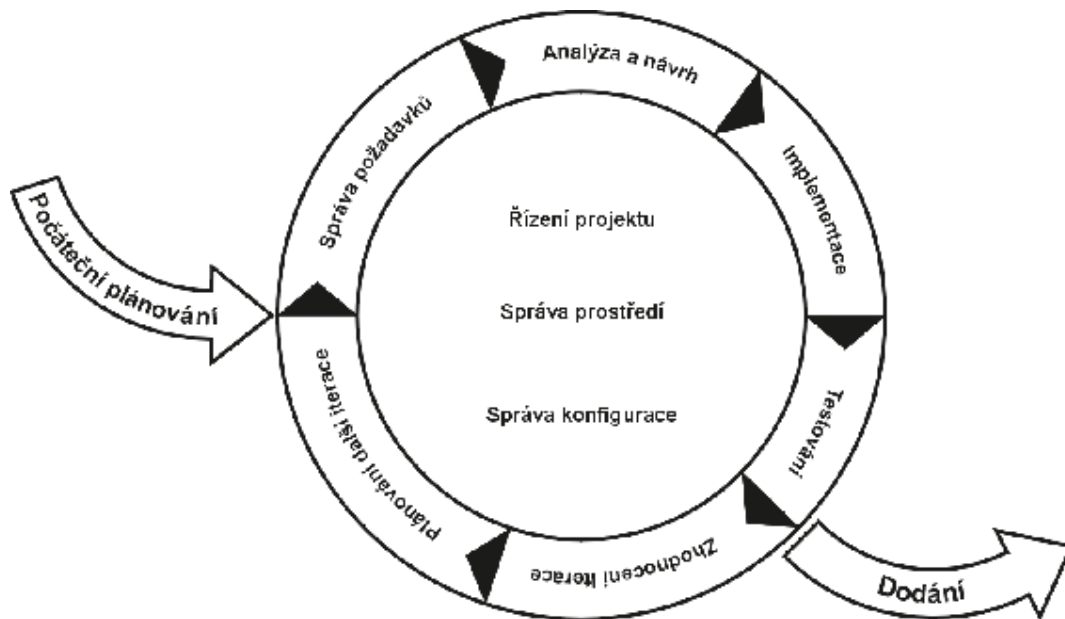 Počáteční plánování
Správa požadavků
Analýza a návrh
Implementace
Testování
Zhodnocení iterace
Plánování další iterace
Řízení projektu
Správa prostředí
Správa konfigurace
Dodání